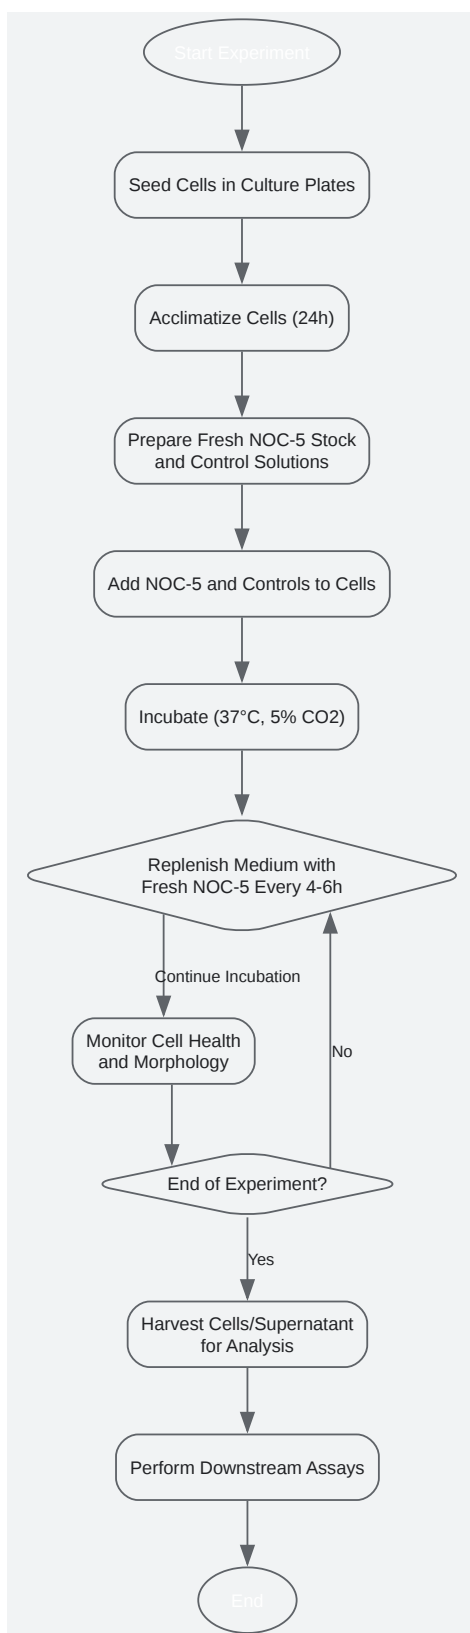 Start Experiment
Seed Cells in Culture Plates
Acclimatize Cells (24h)
Prepare Fresh NOC-5 Stock
and Control Solutions
Add NOC-5 and Controls to Cells
Incubate (37°C, 5% CO2)
Replenish Medium with
Fresh NOC-5 Every 4-6h
Continue Incubation
Monitor Cell Health
and Morphology
No
End of Experiment?
Yes
Harvest Cells/Supernatant
for Analysis
Perform Downstream Assays
End